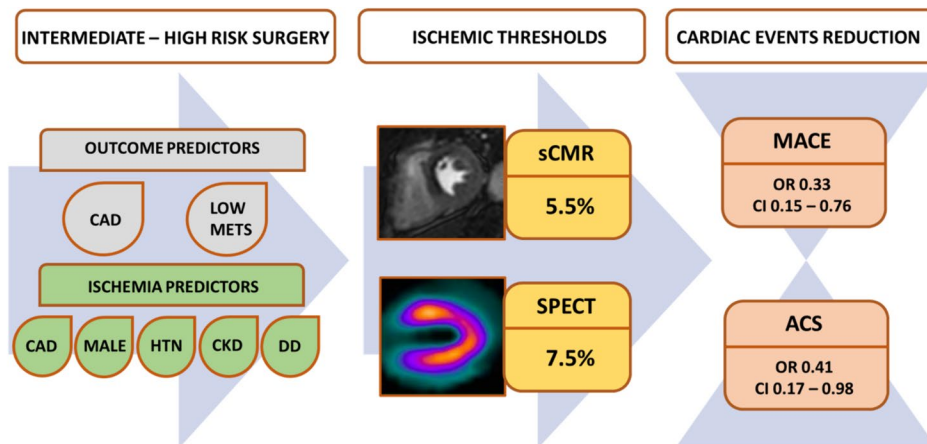 INTERMEDIATE – HIGH RISK SURGERY
OUTCOME PREDICTORS
CAD
LOW
METS
ISCHEMIA PREDICTORS
CAD
MALE
HTN
CKD
DD
ISCHEMIC THRESHOLDS
sCMR
5.5%
SPECT
7.5%
CARDIAC EVENTS REDUCTION
MACE
OR 0.33
CI 0.15 – 0.76
ACS
OR 0.41
CI 0.17 – 0.98